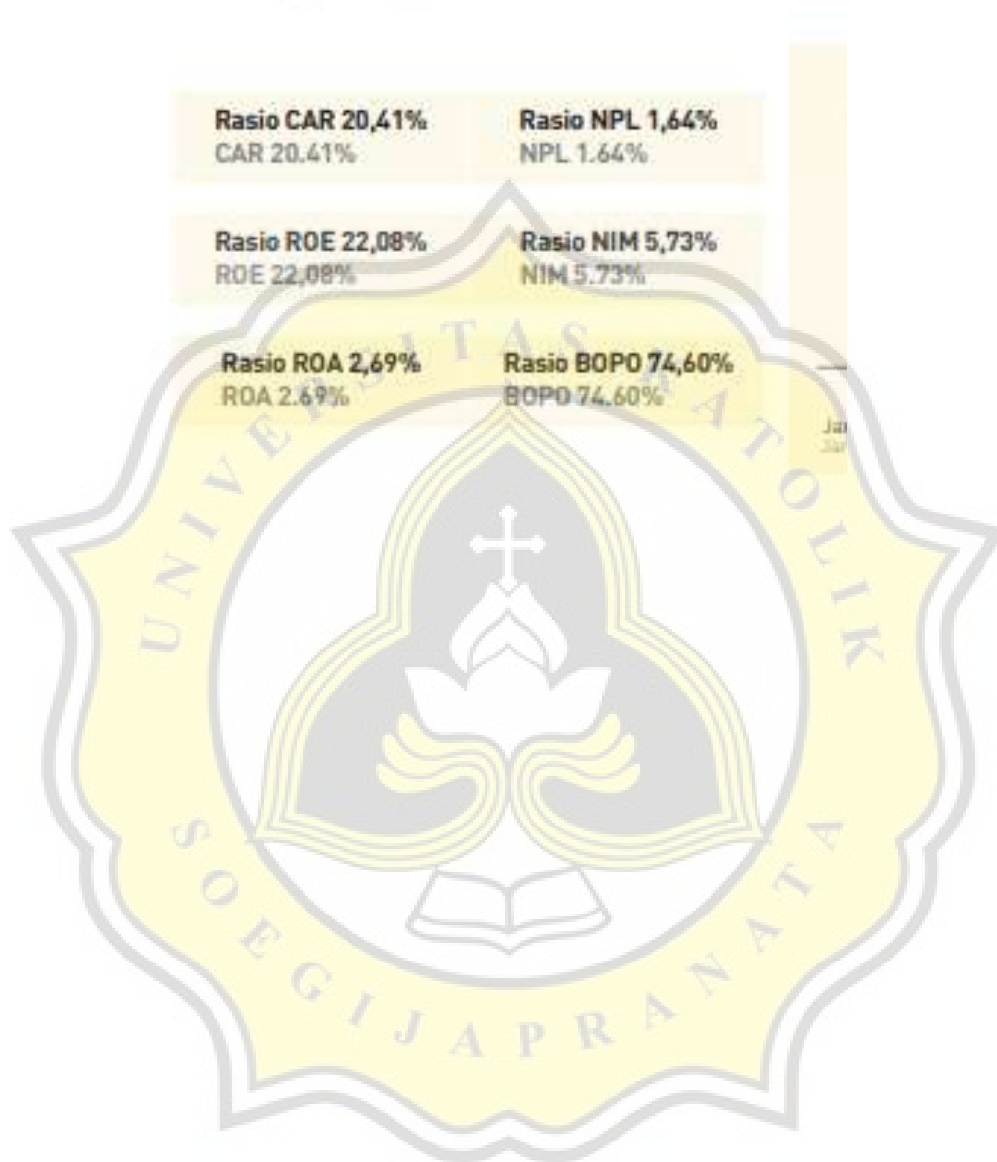 Rasio CAR 20,41%
CAR 20.41%
Rasio NPL 1,64%
NPL 1.64%
Rasio ROE 22,08%
ROE 22,08%
Rasio NIM 5,73%
NIM 5.73%
Rasio ROA 2,69%
ROA 2.69%
Rasio BOPO 74,60%
BOPO 74.60%
UNIVERSITAS KATOLIK
SOEGIJAPRANATA